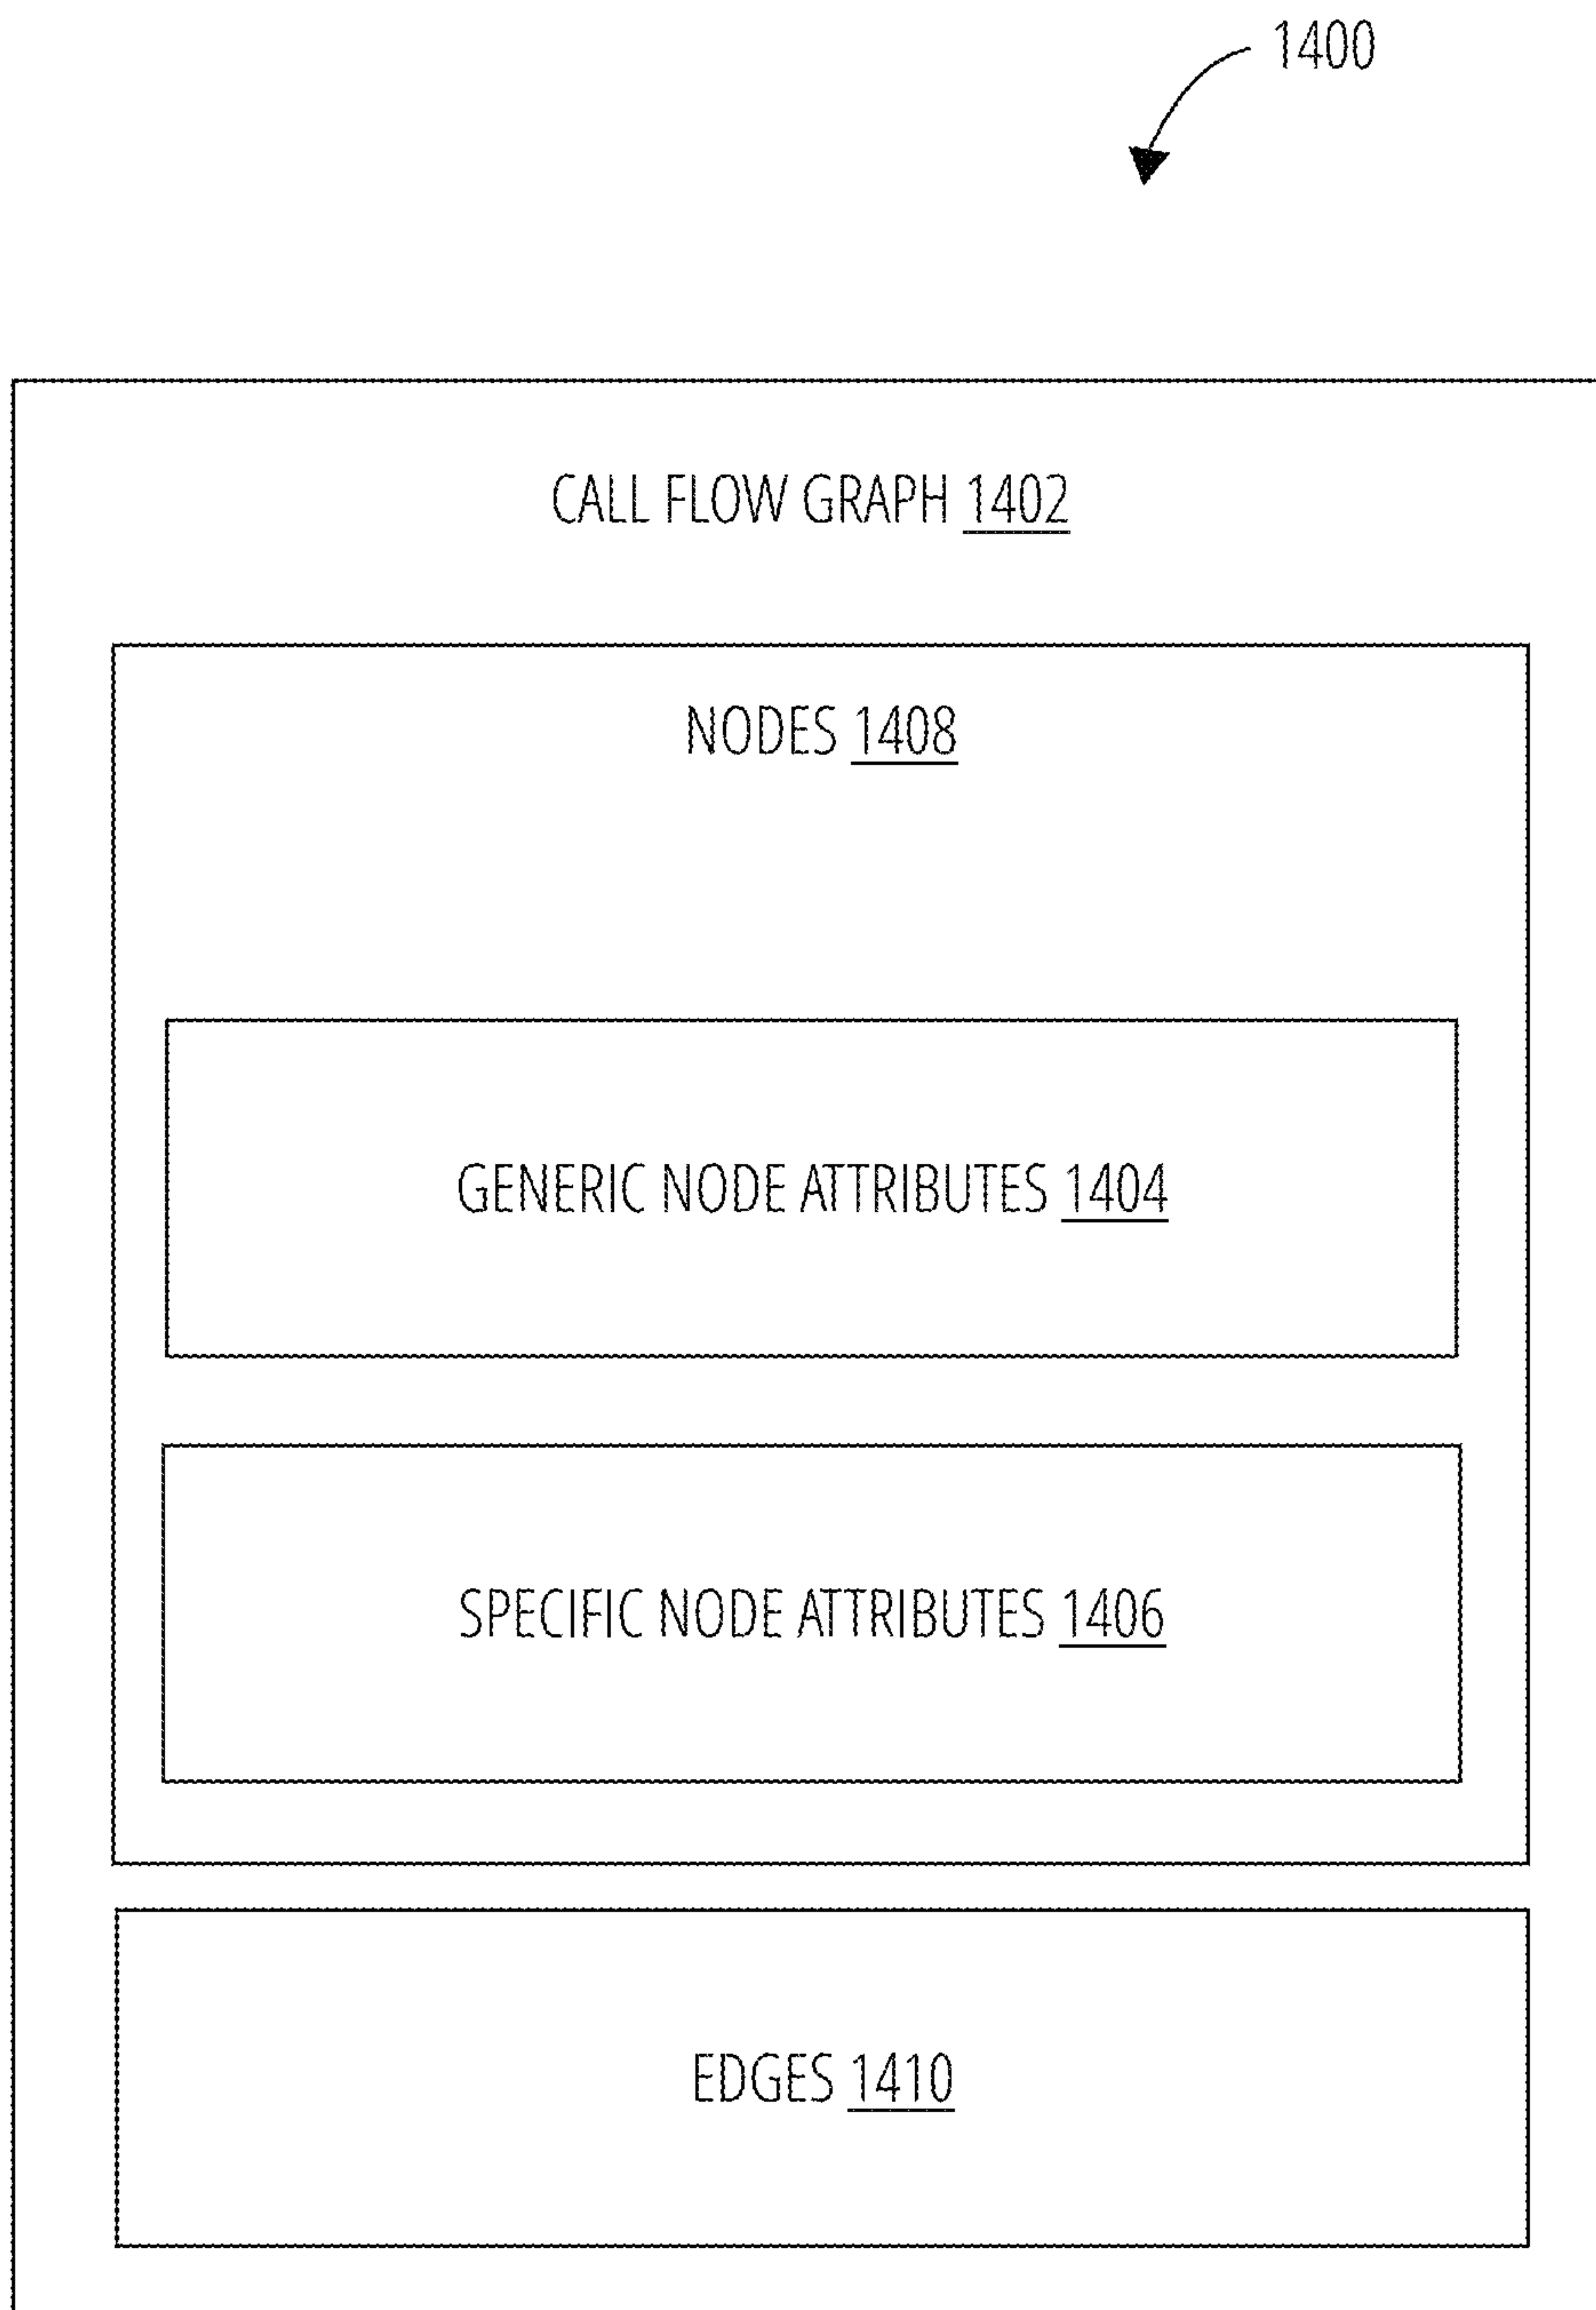 1400
CALL FLOW GRAPH 1402
NODES 1408
GENERIC NODE ATTRIBUTES 1404
SPECIFIC NODE ATTRIBUTES 1406
EDGES 1410